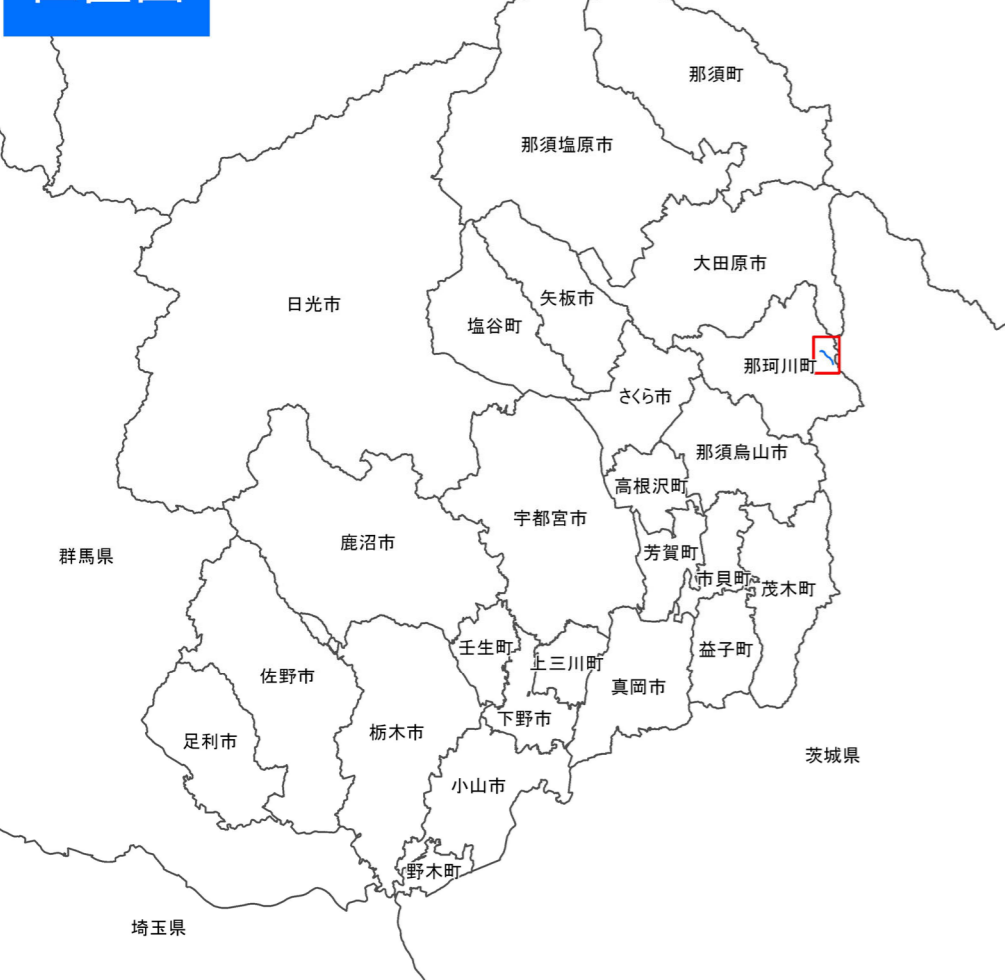 那須町
那須塩原市
大田原市
矢板市
日光市
塩谷町
那珂川町
さくら市
那須烏山市
高根沢町
宇都宮市
鹿沼市
芳賀町
群馬県
市貝町
茂木町
壬生町
益子町
上三川町
佐野市
真岡市
下野市
栃木市
足利市
茨城県
小山市
野木町
埼玉県